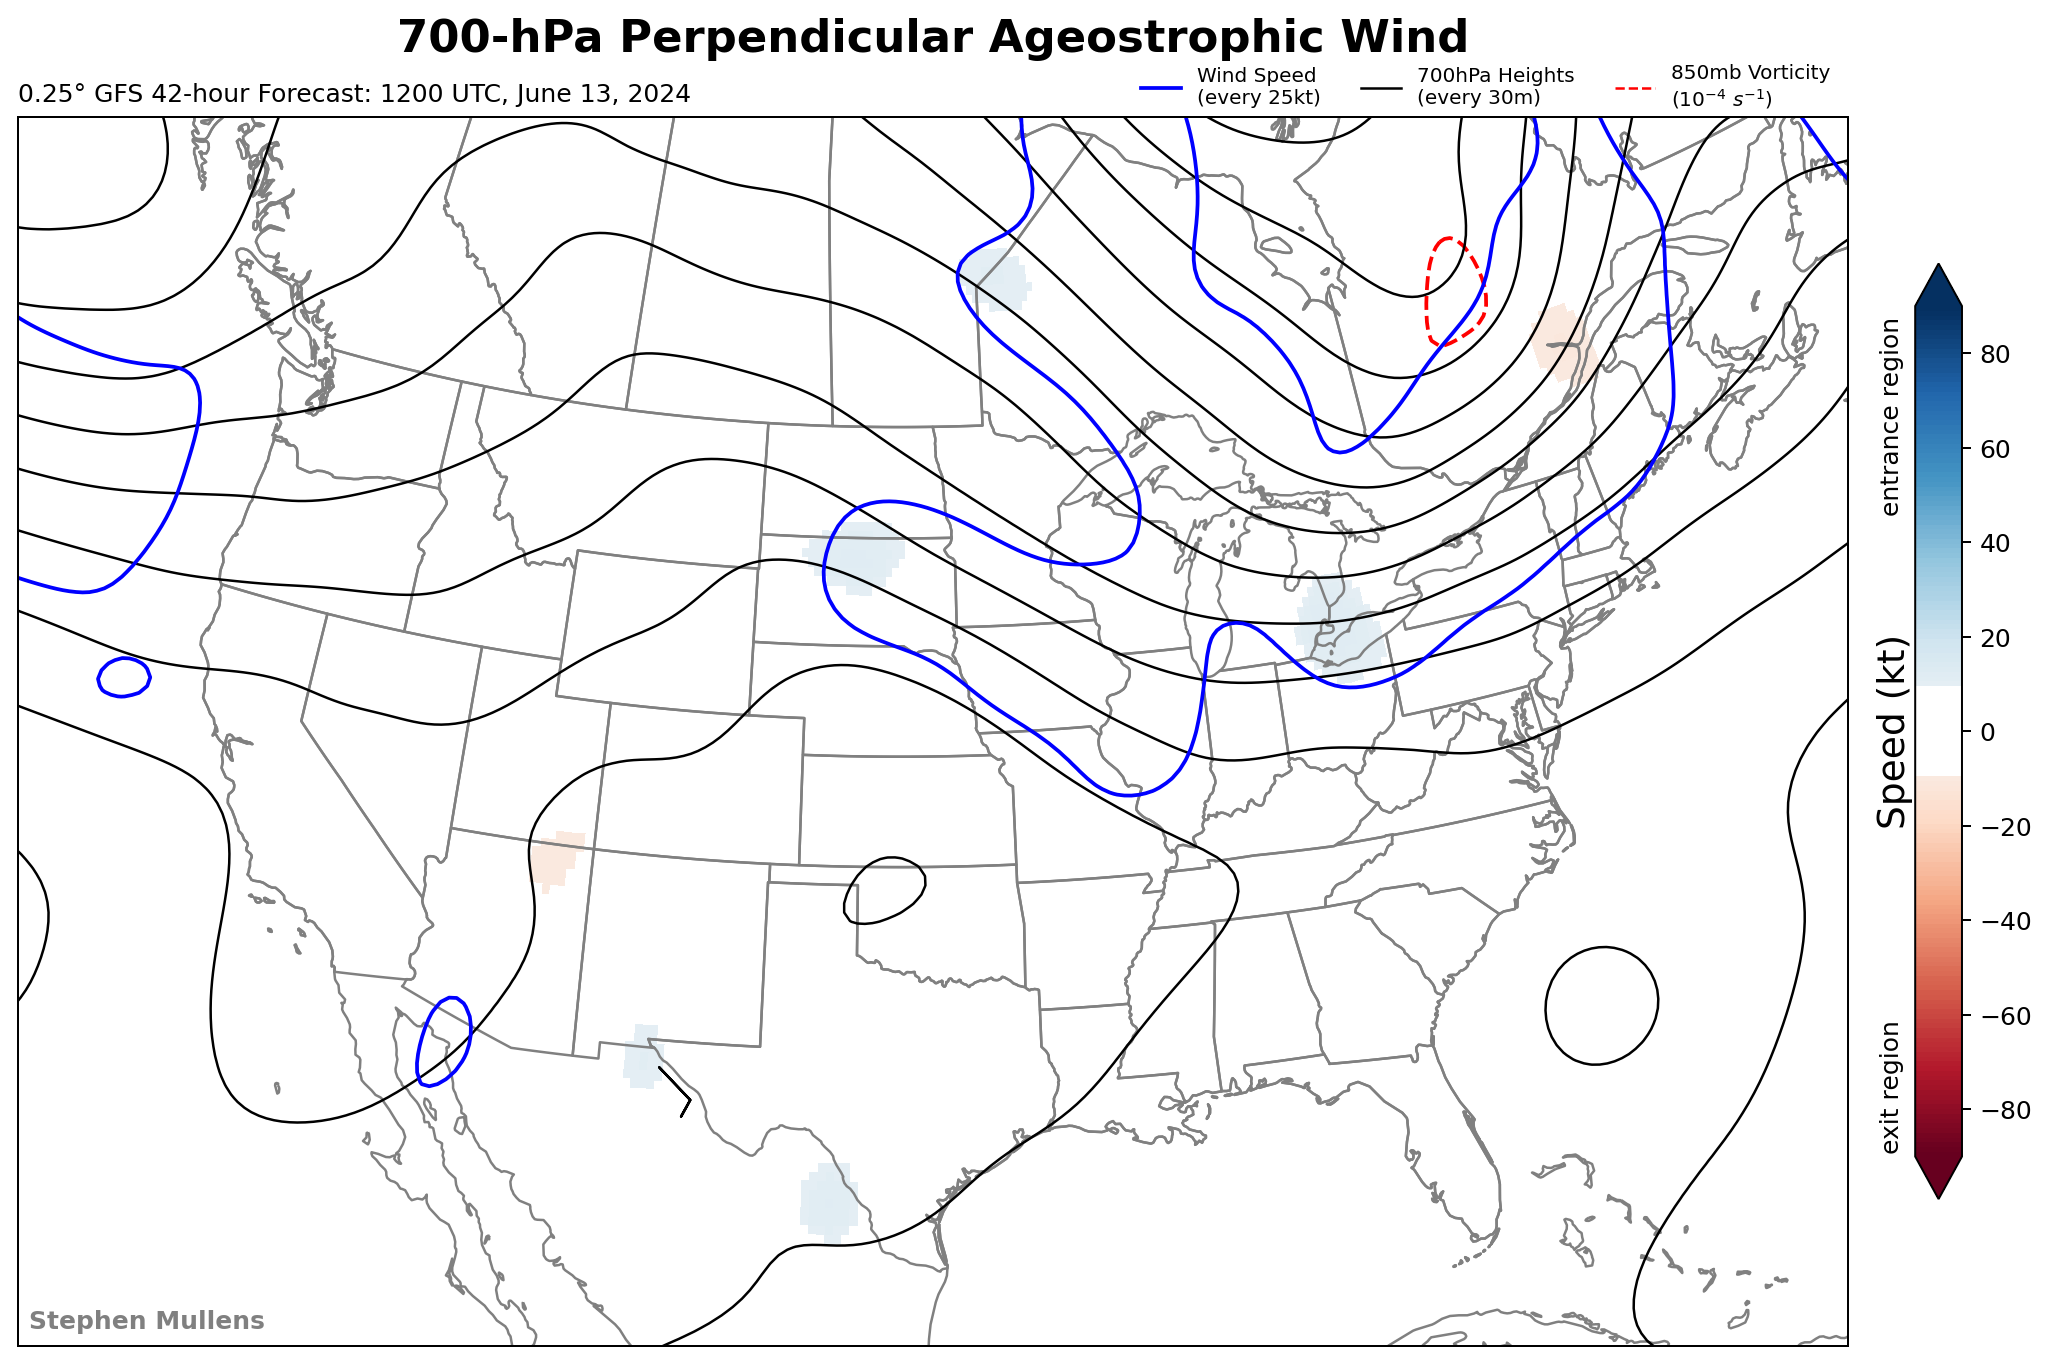 700-hPa Perpendicular Ageostrophic Wind
0.25° GFS 42-hour Forecast: 1200 UTC, June 13, 2024
Wind Speed
(every 25kt)
700hPa Heights
(every 30m)
850mb Vorticity
(10⁻⁴ s⁻¹)
entrance region
Speed (kt)
exit region
80
60
40
20
0
−20
−40
−60
−80
Stephen Mullens